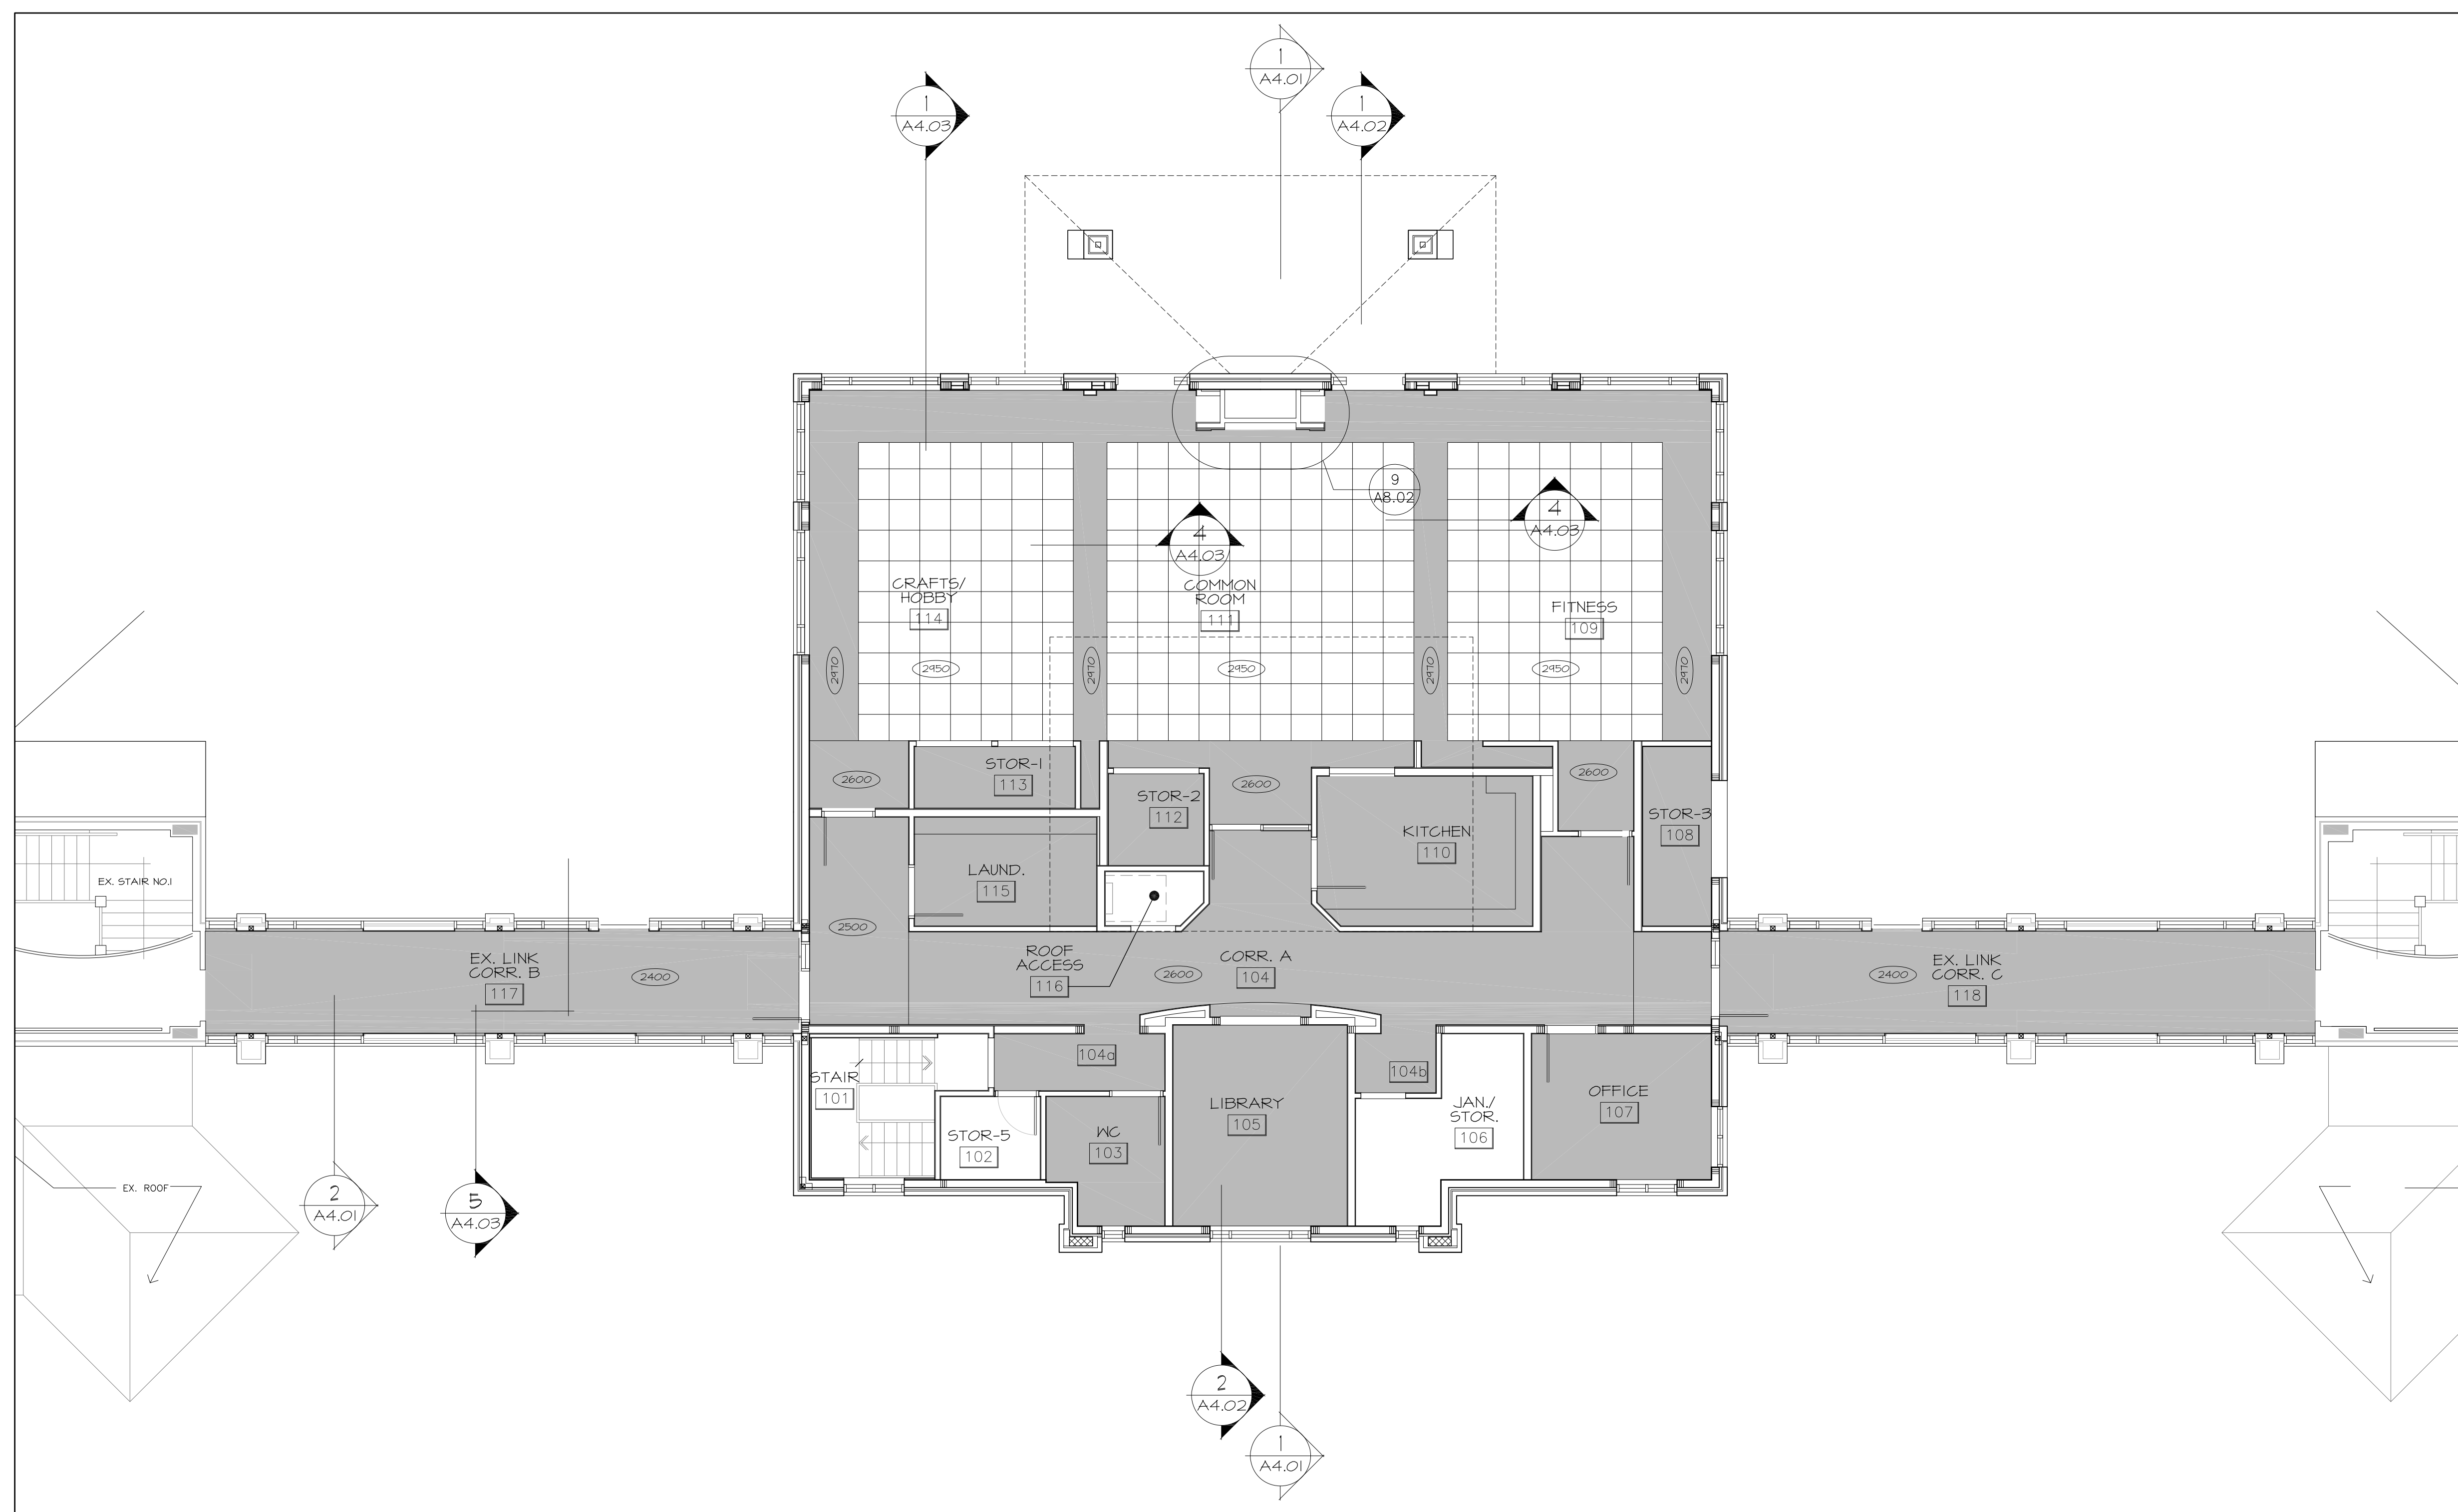 1
A4.01
1
A4.03
1
A4.02
9
A8.02
4
A4.03
4
A4.03
CRAFTS/
HOBBY
114
COMMON
ROOM
111
FITNESS
109
2970
2950
2970
2950
2970
2950
2970
2600
STOR-1
113
STOR-2
112
2600
2600
KITCHEN
110
STOR-3
108
LAUND.
115
EX. STAIR NO.1
2500
EX. LINK
CORR. B
117
2400
ROOF
ACCESS
116
2600
CORR. A
104
2400
EX. LINK
CORR. C
118
104a
104b
STAIR
101
STOR-5
102
WC
103
LIBRARY
105
JAN./
STOR.
106
OFFICE
107
EX. ROOF
2
A4.01
5
A4.03
2
A4.02
1
A4.01